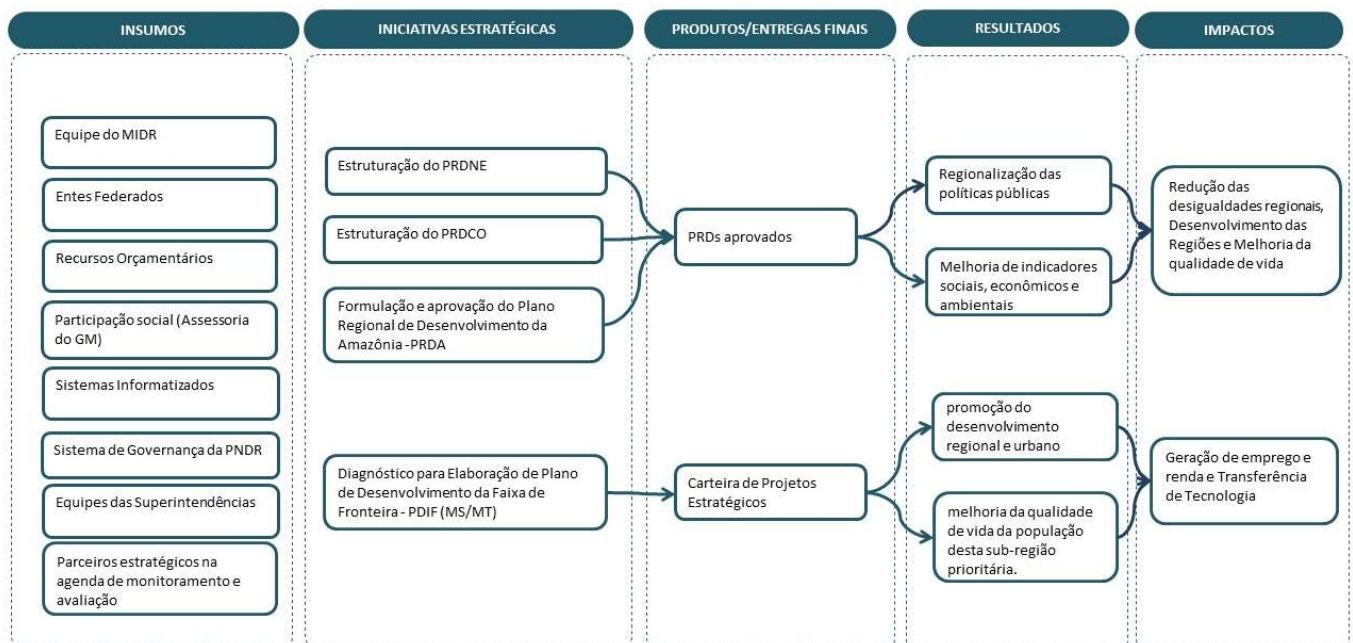 INSUMOS
Equipe do MIDR
Entes Federados
Recursos Orçamentários
Participação social (Assessoria
do GM)
Sistemas Informatizados
Sistema de Governança da PNDR
Equipes das Superintendências
Parceiros estratégicos na
agenda de monitoramento e
avaliação
INICIATIVAS ESTRATÉGICAS
Estruturação do PRDNE
Estruturação do PRDCO
Formulação e aprovação do Plano
Regional de Desenvolvimento da
Amazônia -PRDA
Diagnóstico para Elaboração de Plano
de Desenvolvimento da Faixa de
Fronteira - PDIF (MS/MT)
PRODUTOS/ENTREGAS FINAIS
PRDs aprovados
Carteira de Projetos
Estratégicos
RESULTADOS
Regionalização das
políticas públicas
Melhoria de indicadores
sociais, econômicos e
ambientais
promoção do
desenvolvimento
regional e urbano
melhoria da qualidade
de vida da população
desta sub-região
prioritária.
IMPACTOS
Redução das
desigualdades regionais,
Desenvolvimento das
Regiões e Melhoria da
qualidade de vida
Geração de emprego e
renda e Transferência
de Tecnologia